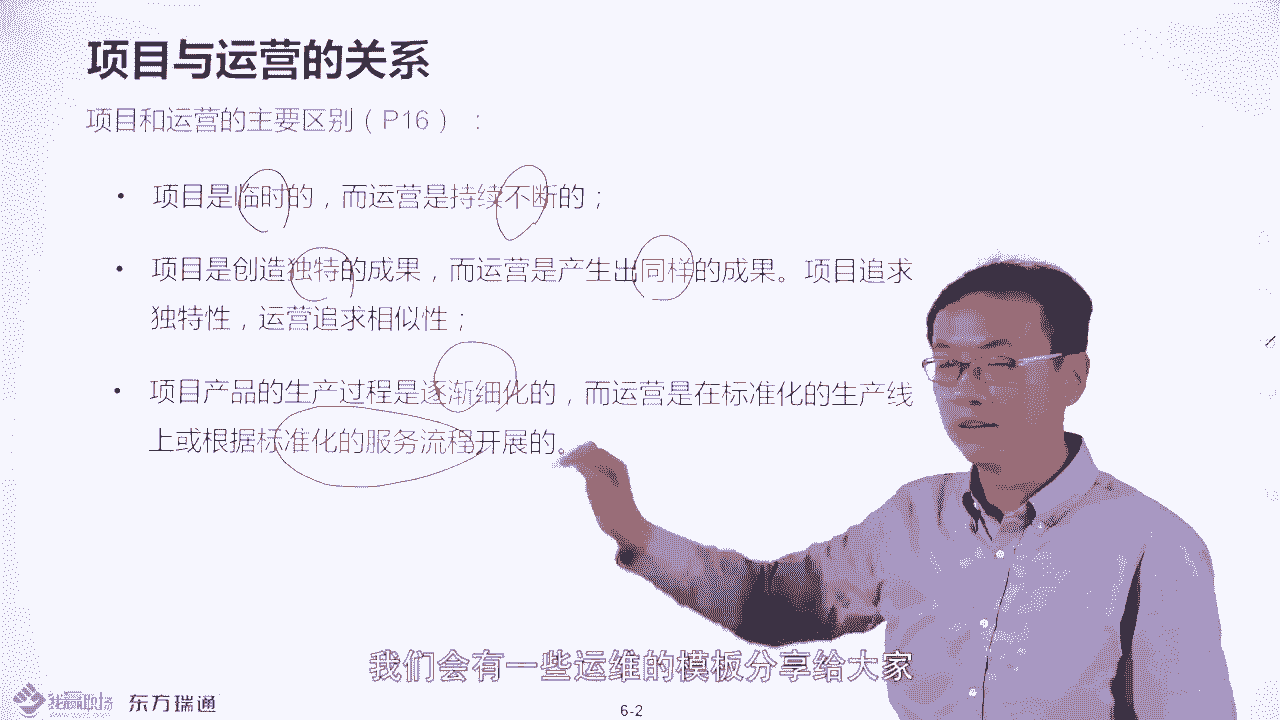 项目与运营的关系
项目和运营的主要区别（P16）：
• 项目是临时的，而运营是持续不断的；
• 项目是创造独特的成果，而运营是产生出同样的成果。项目追求
独特性，运营追求相似性；
• 项目产品的生产过程是逐渐细化的，而运营是在标准化的生产线
上或根据标准化的服务流程开展的。
我们会有一些运维的模板分享给大家
东方瑞通
6-2